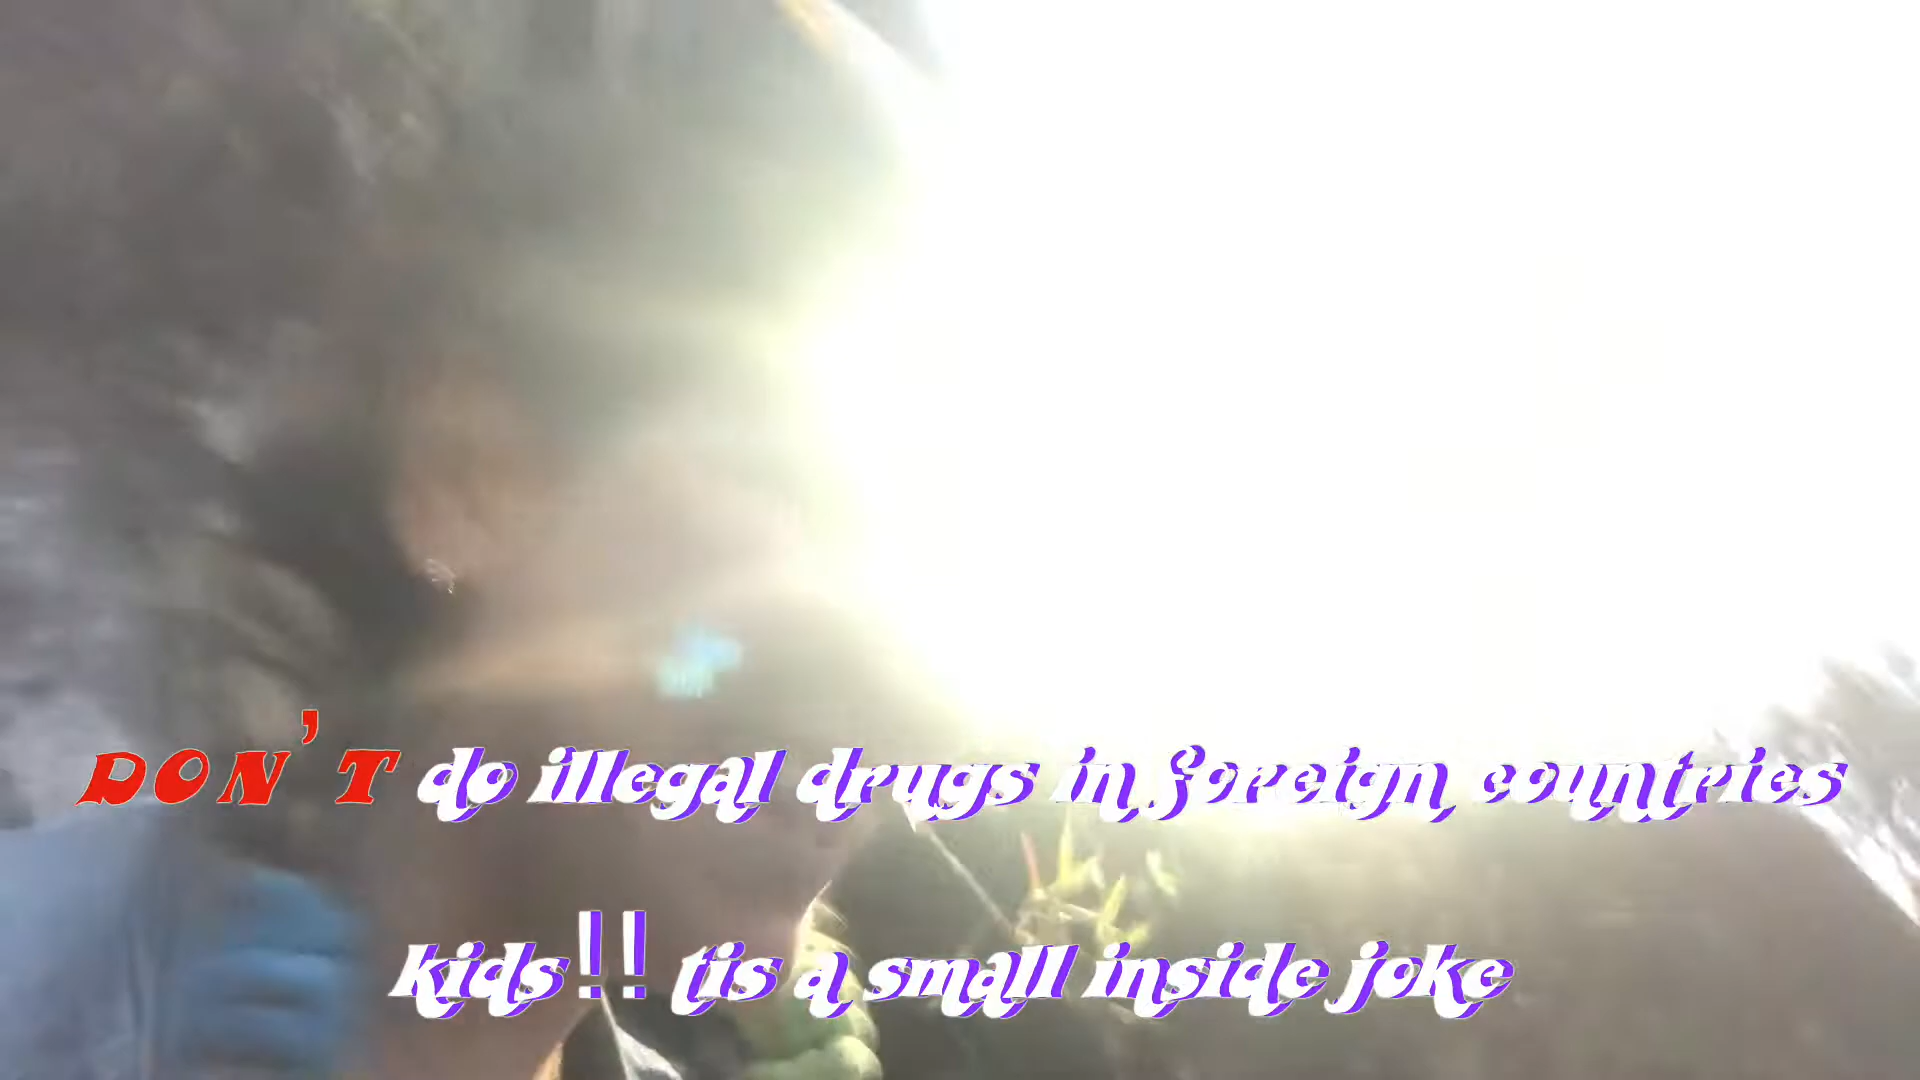 DON'T do illegal drugs in foreign countries
kids!! tis a small inside joke